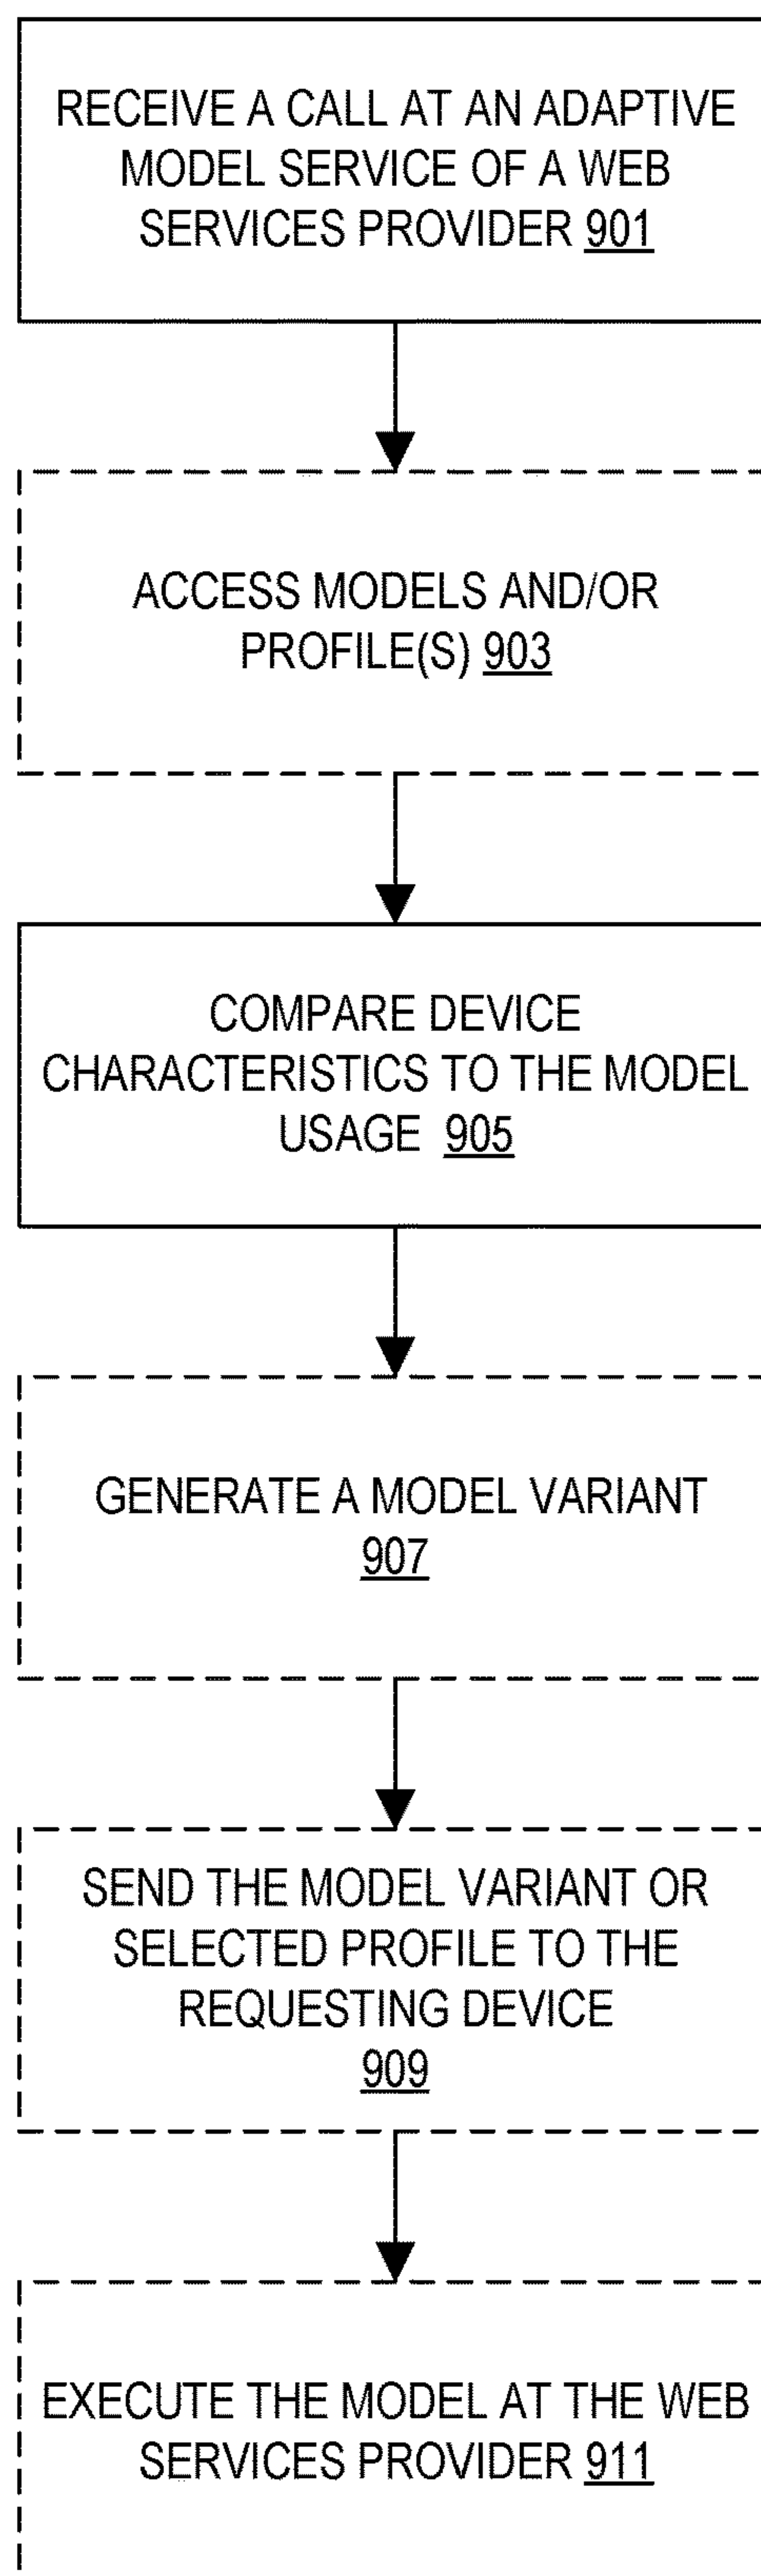 RECEIVE A CALL AT AN ADAPTIVE
MODEL SERVICE OF A WEB
SERVICES PROVIDER 901
ACCESS MODELS AND/OR
PROFILE(S) 903
COMPARE DEVICE
CHARACTERISTICS TO THE MODEL
USAGE 905
GENERATE A MODEL VARIANT
907
SEND THE MODEL VARIANT OR
SELECTED PROFILE TO THE
REQUESTING DEVICE
909
EXECUTE THE MODEL AT THE WEB
SERVICES PROVIDER 911